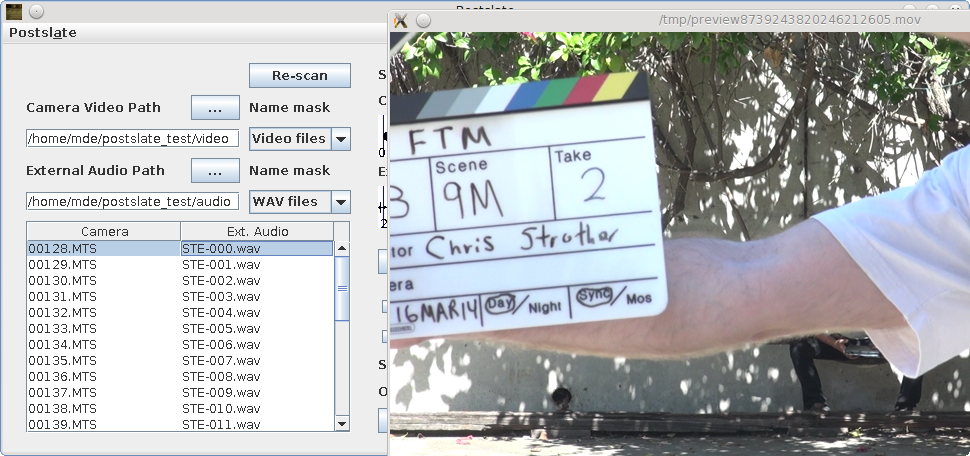 Postslate
/tmp/preview8739243820246212605.mov
Postslate
Re-scan
Camera Video Path
...
Name mask
/home/mde/postslate_test/video
Video files
External Audio Path
...
Name mask
/home/mde/postslate_test/audio
WAV files
Camera Ext. Audio
00128.MTS STE-000.wav
00129.MTS STE-001.wav
00130.MTS STE-002.wav
00131.MTS STE-003.wav
00132.MTS STE-004.wav
00133.MTS STE-005.wav
00134.MTS STE-006.wav
00135.MTS STE-007.wav
00136.MTS STE-008.wav
00137.MTS STE-009.wav
00138.MTS STE-010.wav
00139.MTS STE-011.wav
FTM
Scene Take
3 9M 2
tor Chris Strother
era
16MAR14 Day/Night Sync/Mos